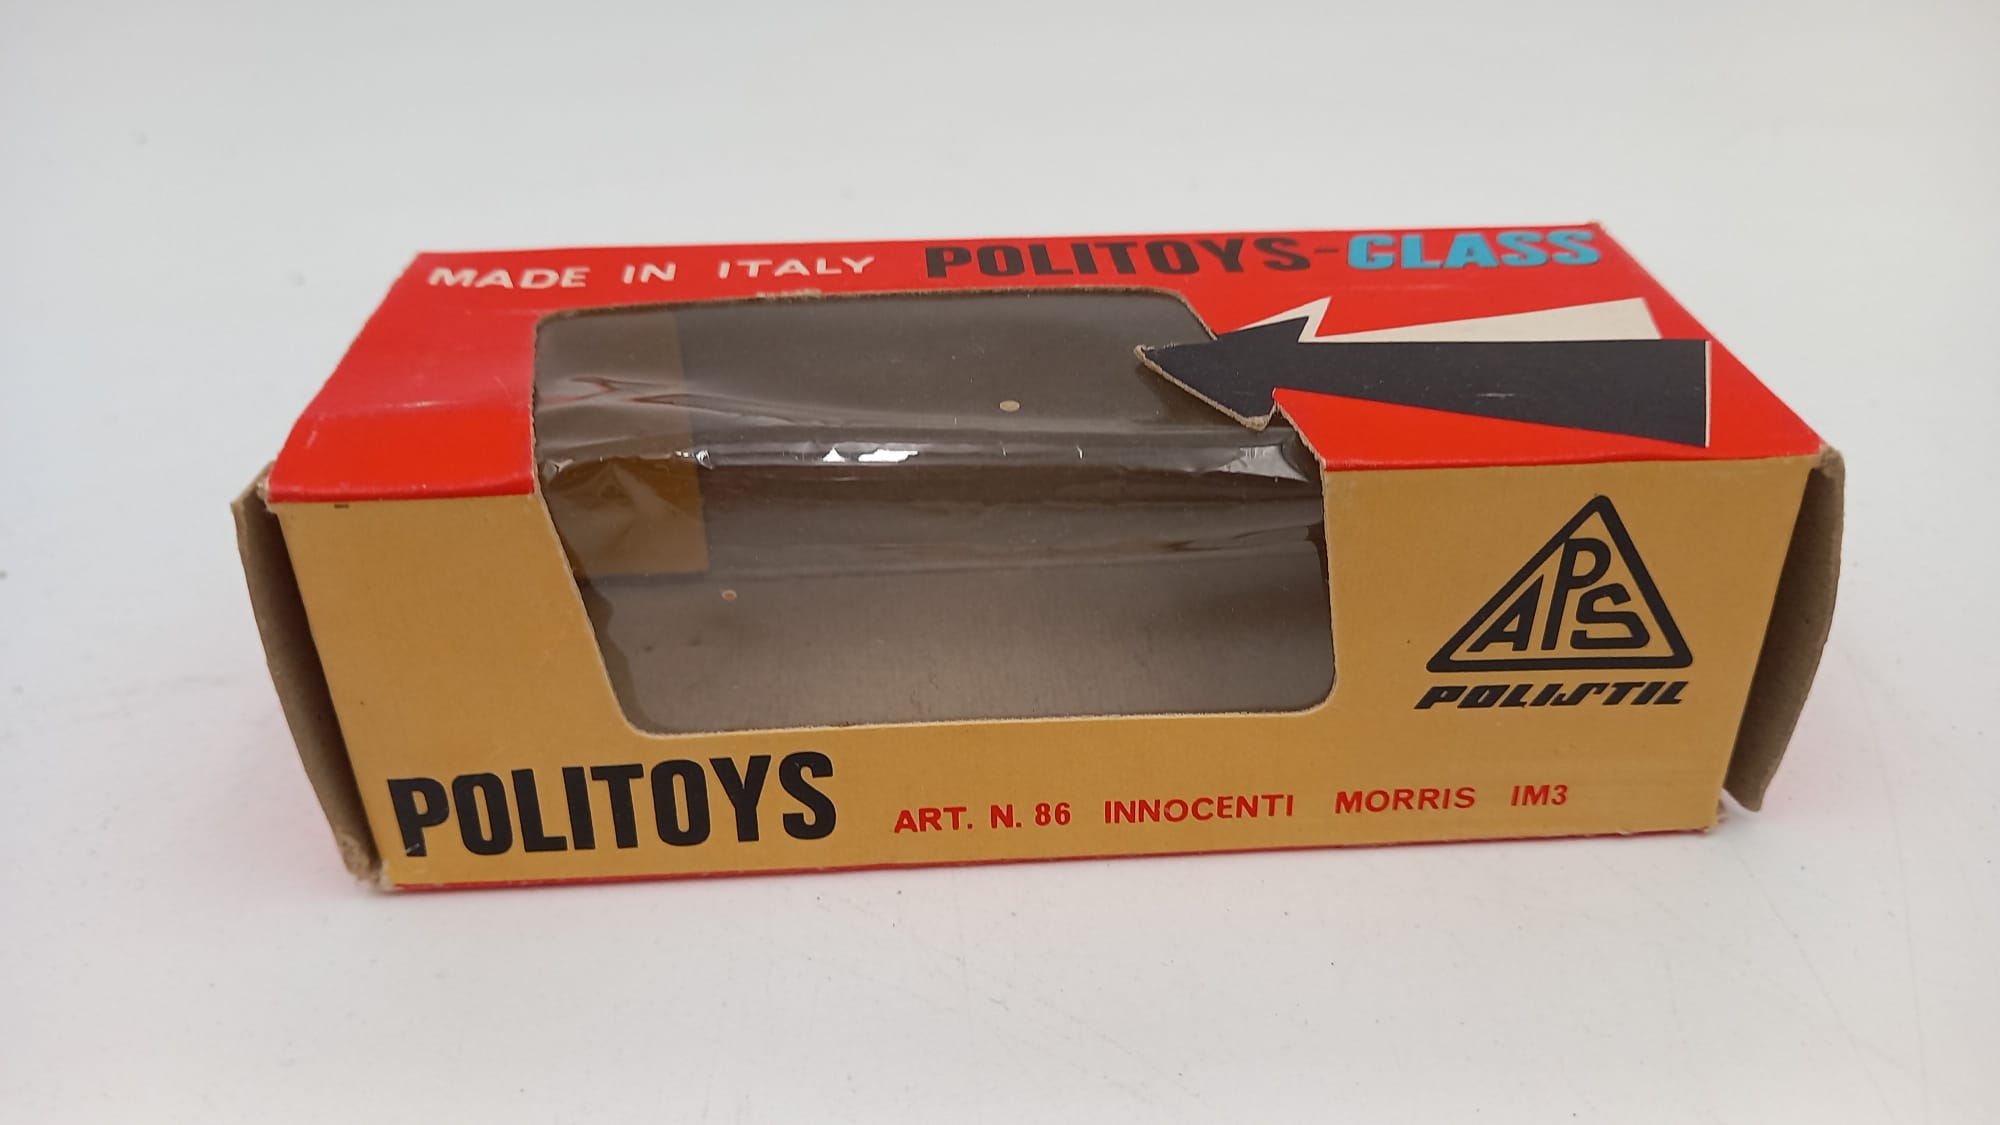 MADE IN ITALY POLITOYS-GLASS
APS
POLISTIL
POLITOYS
ART. N. 86 INNOCENTI MORRIS IM3